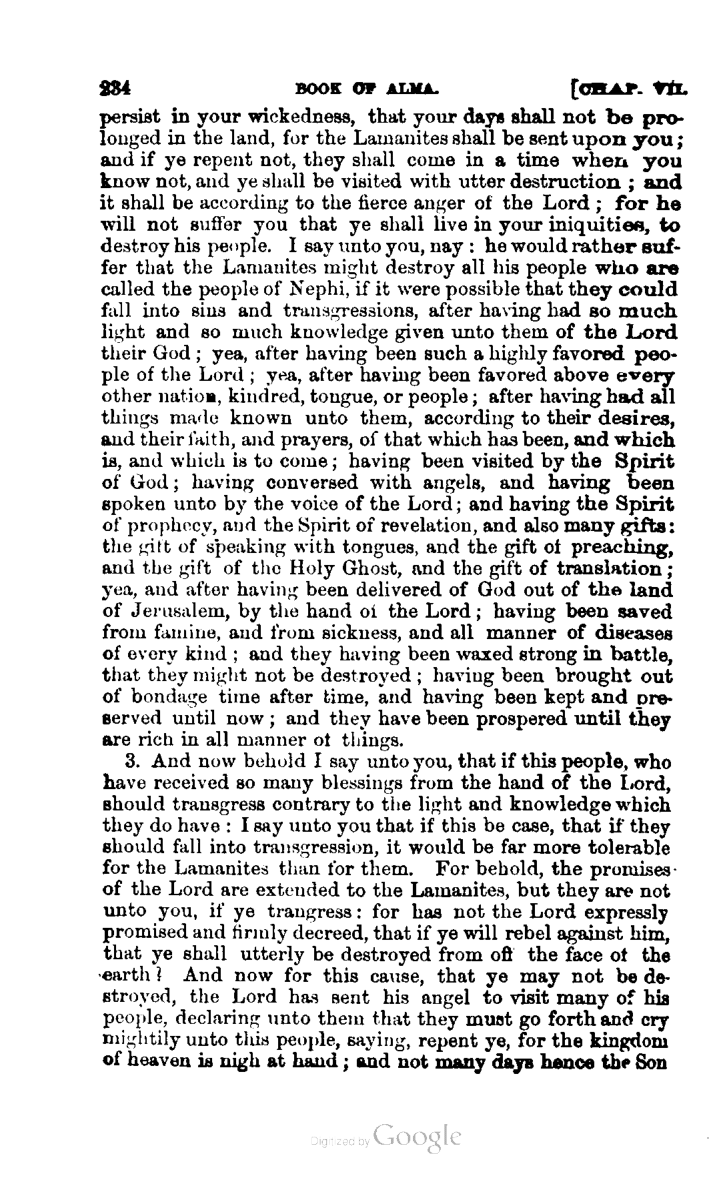 234 BOOK OF ALMA. [CHAP. VII.
persist in your wickedness, that your days shall not be pro-
longed in the land, for the Lamanites shall be sent upon you;
and if ye repent not, they shall come in a time when you
know not, and ye shall be visited with utter destruction ; and
it shall be according to the fierce anger of the Lord ; for he
will not suffer you that ye shall live in your iniquities, to
destroy his people. I say unto you, nay : he would rather suf-
fer that the Lamanites might destroy all his people who are
called the people of Nephi, if it were possible that they could
fall into sins and transgressions, after having had so much
light and so much knowledge given unto them of the Lord
their God ; yea, after having been such a highly favored peo-
ple of the Lord ; yea, after having been favored above every
other nation, kindred, tongue, or people ; after having had all
things made known unto them, according to their desires,
and their faith, and prayers, of that which has been, and which
is, and which is to come ; having been visited by the Spirit
of God ; having conversed with angels, and having been
spoken unto by the voice of the Lord ; and having the Spirit
of prophecy, and the Spirit of revelation, and also many gifts :
the gift of speaking with tongues, and the gift of preaching,
and the gift of the Holy Ghost, and the gift of translation ;
yea, and after having been delivered of God out of the land
of Jerusalem, by the hand of the Lord ; having been saved
from famine, and from sickness, and all manner of diseases
of every kind ; and they having been waxed strong in battle,
that they might not be destroyed ; having been brought out
of bondage time after time, and having been kept and pre-
served until now ; and they have been prospered until they
are rich in all manner of things.
3. And now behold I say unto you, that if this people, who
have received so many blessings from the hand of the Lord,
should transgress contrary to the light and knowledge which
they do have : I say unto you that if this be case, that if they
should fall into transgression, it would be far more tolerable
for the Lamanites than for them. For behold, the promises
of the Lord are extended to the Lamanites, but they are not
unto you, if ye trangress : for has not the Lord expressly
promised and firmly decreed, that if ye will rebel against him,
that ye shall utterly be destroyed from off the face of the
earth ? And now for this cause, that ye may not be de-
stroyed, the Lord has sent his angel to visit many of his
people, declaring unto them that they must go forth and cry
mightily unto this people, saying, repent ye, for the kingdom
of heaven is nigh at hand ; and not many days hence the Son
Digitized by Google